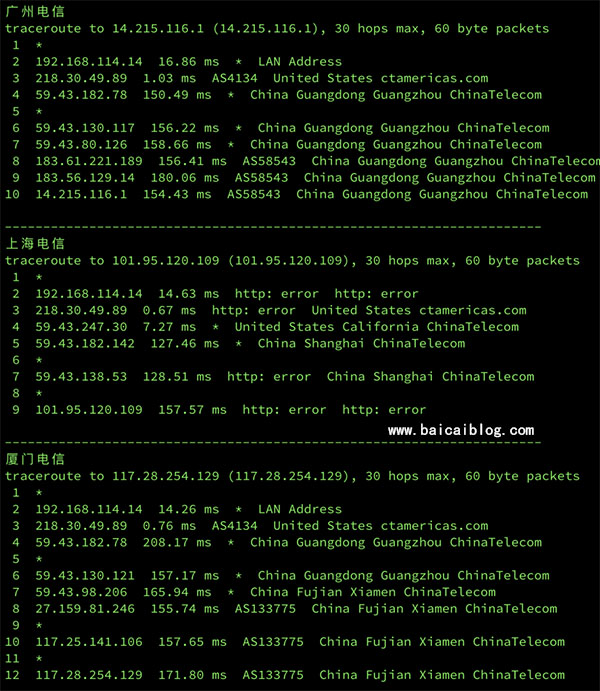 广州电信
traceroute to 14.215.116.1 (14.215.116.1), 30 hops max, 60 byte packets
1 *
2 192.168.114.14 16.86 ms * LAN Address
3 218.30.49.89 1.03 ms AS4134 United States ctamericas.com
4 59.43.182.78 150.49 ms * China Guangdong Guangzhou ChinaTelecom
5 *
6 59.43.130.117 156.22 ms * China Guangdong Guangzhou ChinaTelecom
7 59.43.80.126 158.66 ms * China Guangdong Guangzhou ChinaTelecom
8 183.61.221.189 156.41 ms AS58543 China Guangdong Guangzhou ChinaTelecom
9 183.56.129.14 180.06 ms AS58543 China Guangdong Guangzhou ChinaTelecom
10 14.215.116.1 154.43 ms AS58543 China Guangdong Guangzhou ChinaTelecom
----------------------------------------------------------------------
上海电信
traceroute to 101.95.120.109 (101.95.120.109), 30 hops max, 60 byte packets
1 *
2 192.168.114.14 14.63 ms http: error http: error
3 218.30.49.89 0.67 ms http: error United States ctamericas.com
4 59.43.247.30 7.27 ms * United States California ChinaTelecom
5 59.43.182.142 127.46 ms * China Shanghai ChinaTelecom
6 *
7 59.43.138.53 128.51 ms http: error China Shanghai ChinaTelecom
8 *
9 101.95.120.109 157.57 ms http: error http: error
www.baicaiblog.com
----------------------------------------------------------------------
厦门电信
traceroute to 117.28.254.129 (117.28.254.129), 30 hops max, 60 byte packets
1 *
2 192.168.114.14 14.26 ms * LAN Address
3 218.30.49.89 0.76 ms AS4134 United States ctamericas.com
4 59.43.182.78 208.17 ms * China Guangdong Guangzhou ChinaTelecom
5 *
6 59.43.130.121 157.17 ms * China Guangdong Guangzhou ChinaTelecom
7 59.43.98.206 165.94 ms * China Fujian Xiamen ChinaTelecom
8 27.159.81.246 155.74 ms AS133775 China Fujian Xiamen ChinaTelecom
9 *
10 117.25.141.106 157.65 ms AS133775 China Fujian Xiamen ChinaTelecom
11 *
12 117.28.254.129 171.80 ms AS133775 China Fujian Xiamen ChinaTelecom